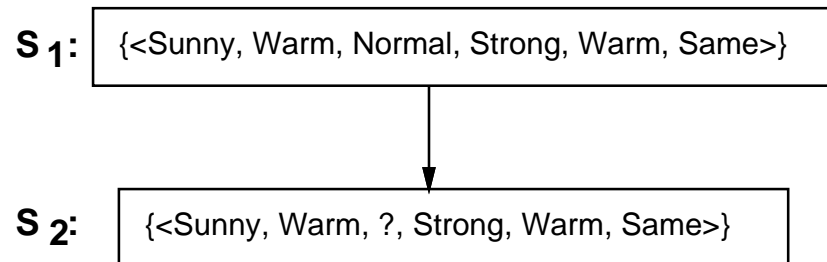 S 1: {<Sunny, Warm, Normal, Strong, Warm, Same>}
S 2: {<Sunny, Warm, ?, Strong, Warm, Same>}